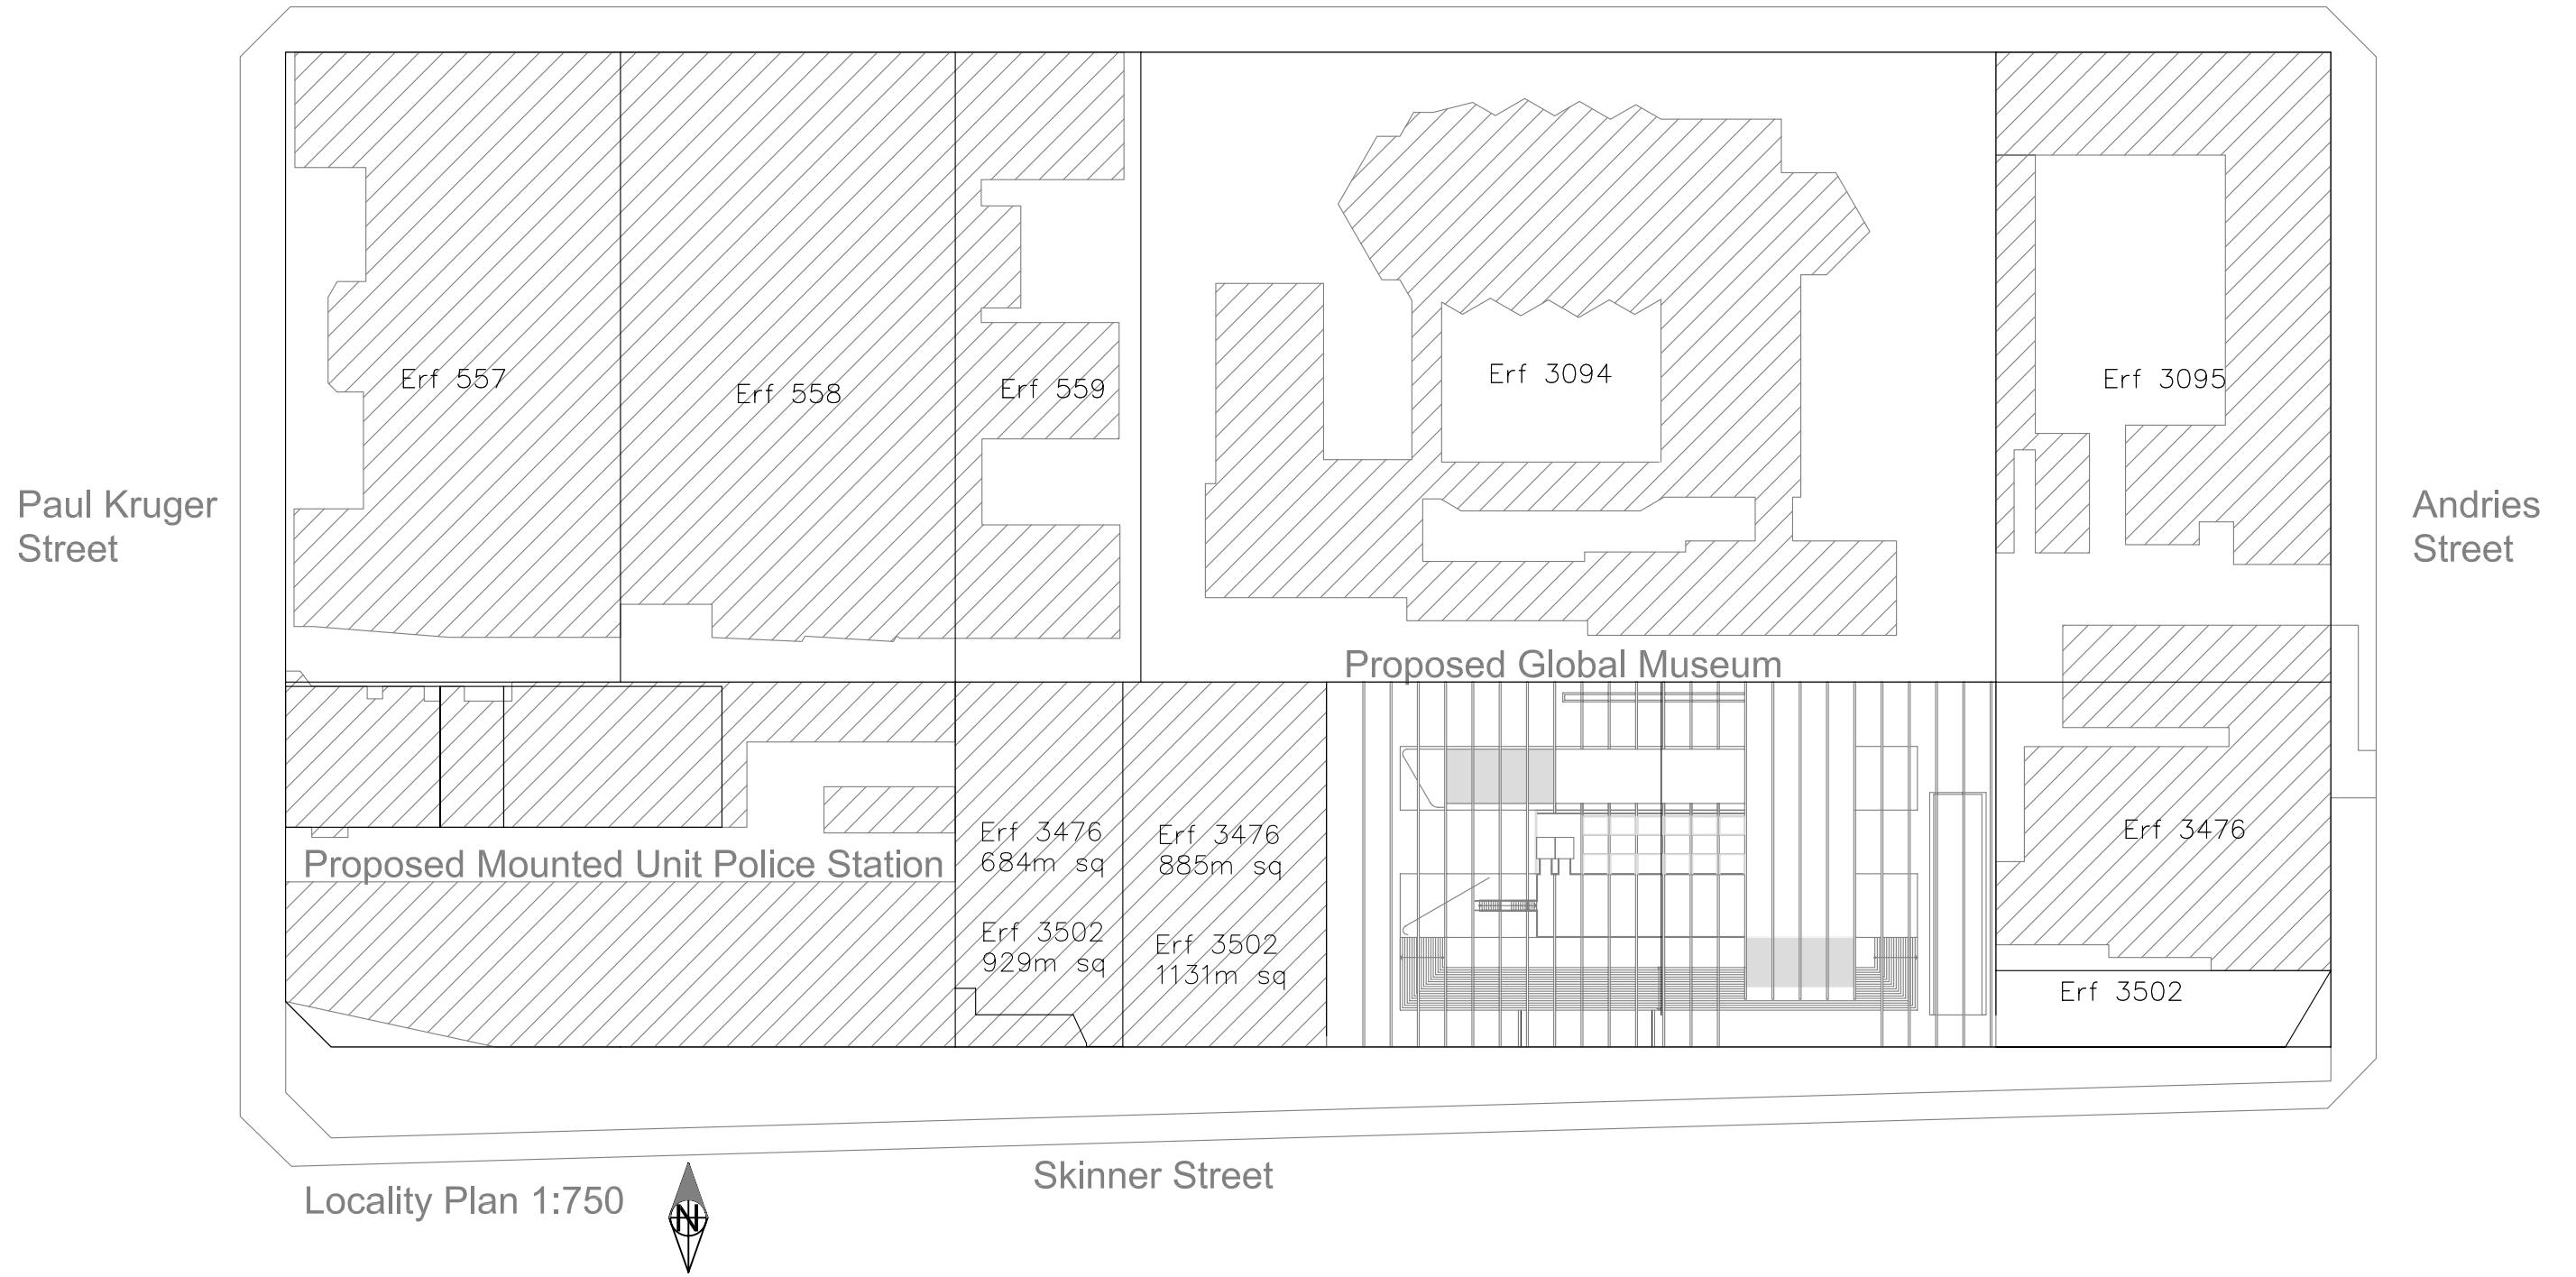 Erf 557
Erf 558
Erf 559
Erf 3094
Erf 3095
Paul Kruger
Street
Andries
Street
Proposed Global Museum
Proposed Mounted Unit Police Station
Erf 3476
684m sq
Erf 3502
929m sq
Erf 3476
885m sq
Erf 3502
1131m sq
Erf 3476
Erf 3502
Skinner Street
Locality Plan 1:750
N